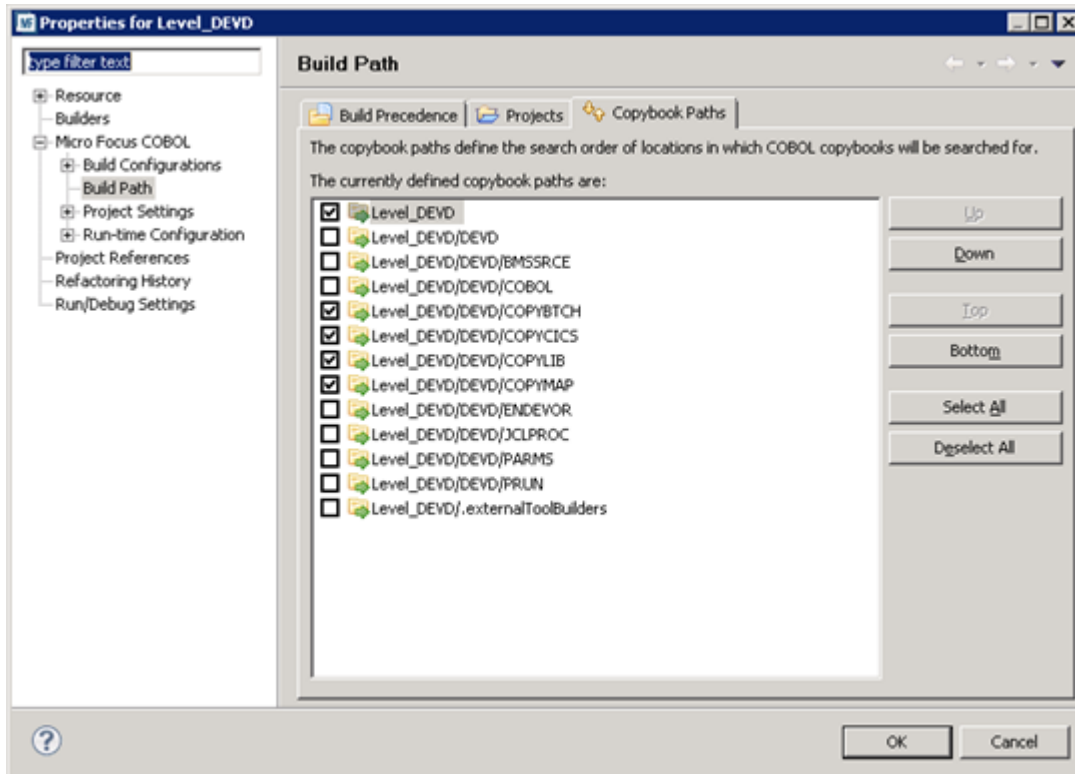 Properties for Level_DEVD
type filter text
Resource
Builders
Micro Focus COBOL
Build Configurations
Build Path
Project Settings
Run-time Configuration
Project References
Refactoring History
Run/Debug Settings
Build Path
Build Precedence Projects Copybook Paths
The copybook paths define the search order of locations in which COBOL copybooks will be searched for.
The currently defined copybook paths are:
Level_DEVD
Level_DEVD/DEVD
Level_DEVD/DEVD/BMSSRCE
Level_DEVD/DEVD/COBOL
Level_DEVD/DEVD/COPYBTCH
Level_DEVD/DEVD/COPYCICS
Level_DEVD/DEVD/COPYLIB
Level_DEVD/DEVD/COPYMAP
Level_DEVD/DEVD/ENDEVOR
Level_DEVD/DEVD/JCLPROC
Level_DEVD/DEVD/PARMS
Level_DEVD/DEVD/PRUN
Level_DEVD/.externalToolBuilders
Up
Down
Top
Bottom
Select All
Deselect All
OK Cancel